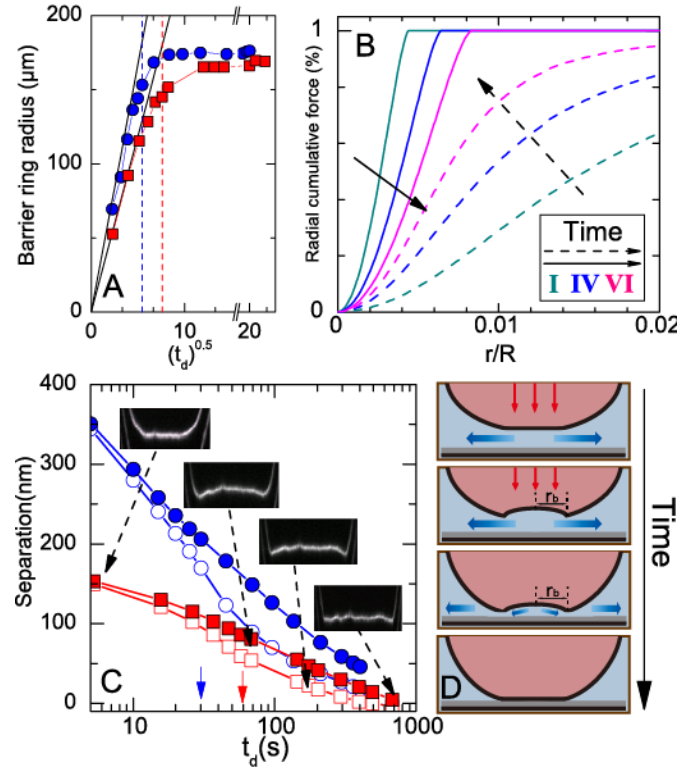 A
Barrier ring radius (µm)
200
100
0
0
10
20
(t_d)^0.5
B
Radial cumulative force (%)
1
0
0
0.01
0.02
r/R
Time
I IV VI
C
Separation(nm)
400
300
200
150
100
50
0
10
100
1000
t_d(s)
D
r_b
r_b
Time